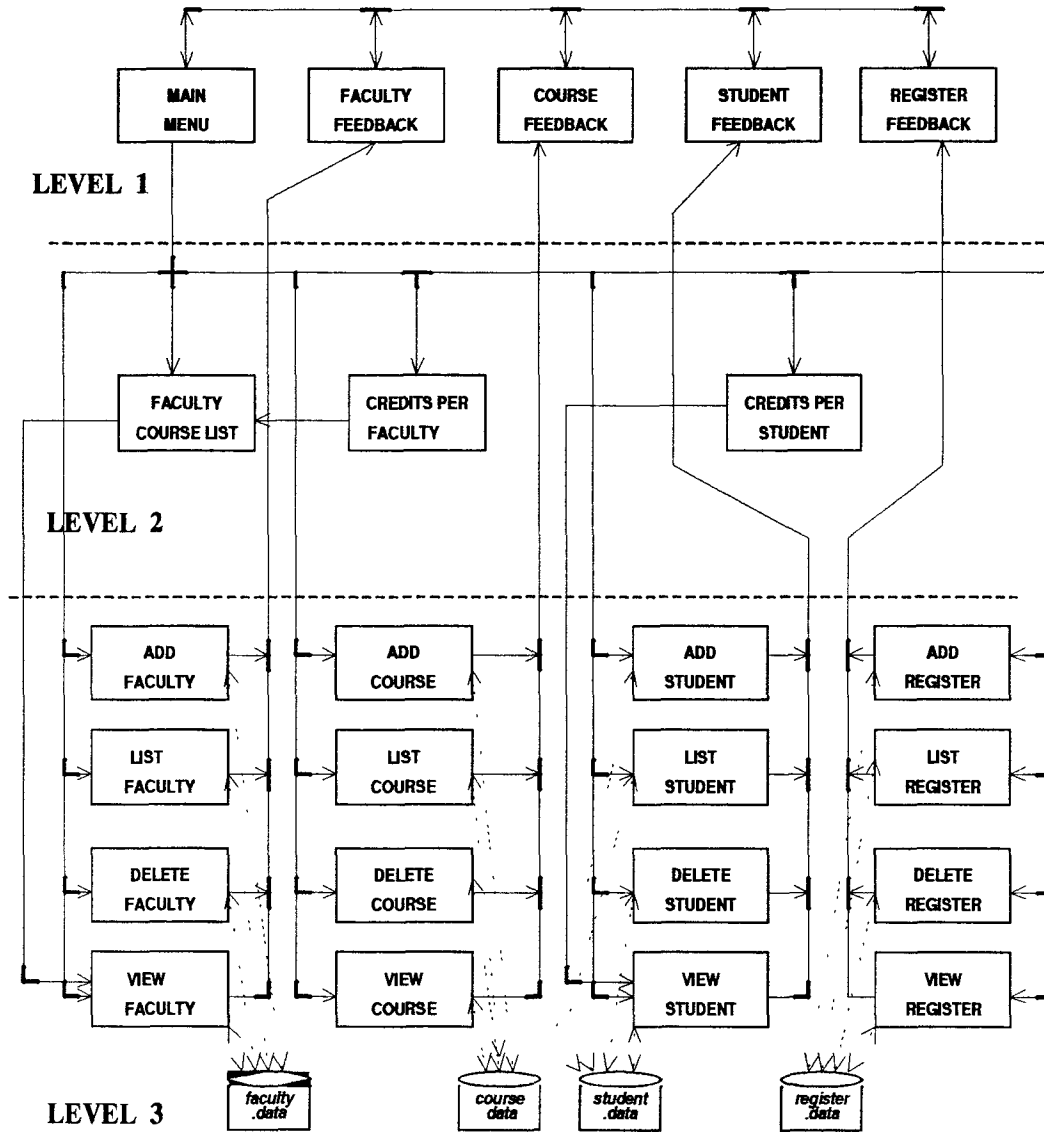 MAIN
MENU
FACULTY
FEEDBACK
COURSE
FEEDBACK
STUDENT
FEEDBACK
REGISTER
FEEDBACK
LEVEL 1
FACULTY
COURSE LIST
CREDITS PER
FACULTY
CREDITS PER
STUDENT
LEVEL 2
ADD
FACULTY
ADD
COURSE
ADD
STUDENT
ADD
REGISTER
LIST
FACULTY
LIST
COURSE
LIST
STUDENT
LIST
REGISTER
DELETE
FACULTY
DELETE
COURSE
DELETE
STUDENT
DELETE
REGISTER
VIEW
FACULTY
VIEW
COURSE
VIEW
STUDENT
VIEW
REGISTER
faculty
.data
course
data
student
.data
register
.data
LEVEL 3